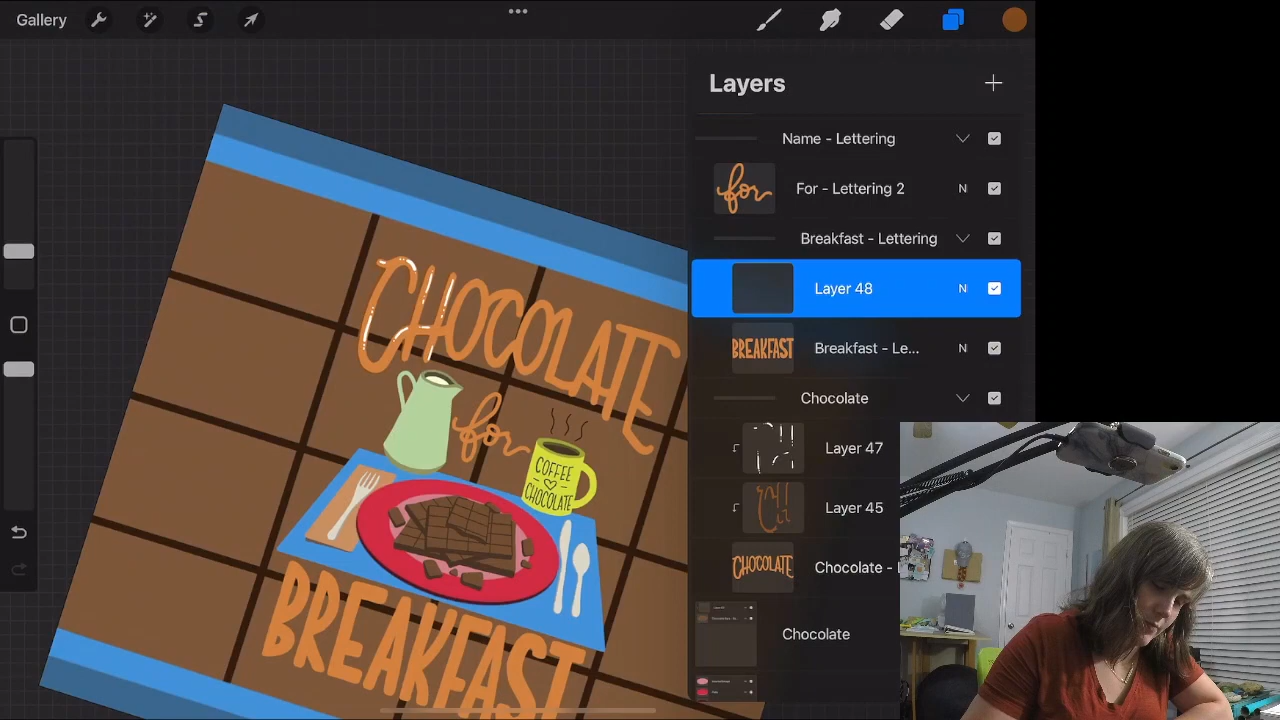 Gallery
Layers
Name - Lettering
for
For - Lettering 2
N
Breakfast - Lettering
Layer 48
N
BREAKFAST
Breakfast - Le...
N
Chocolate
Layer 47
Layer 45
CHOCOLATE
Chocolate -
Chocolate
CHOCOLATE
for
COFFEE
CHOCOLATE
BREAKFAST